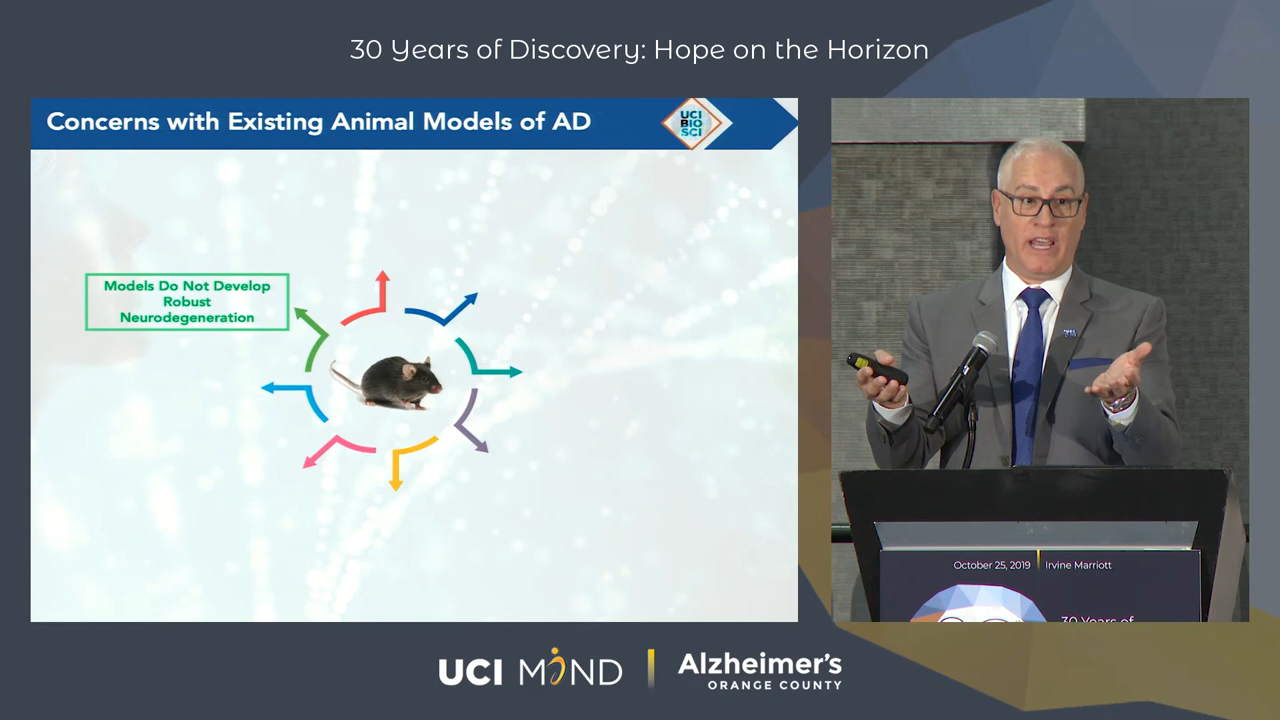 30 Years of Discovery: Hope on the Horizon
Concerns with Existing Animal Models of AD
UCI
BIO
SCI
Models Do Not Develop
Robust
Neurodegeneration
October 25, 2019 | Irvine Marriott
30 Years of
UCI MIND | Alzheimer's
ORANGE COUNTY